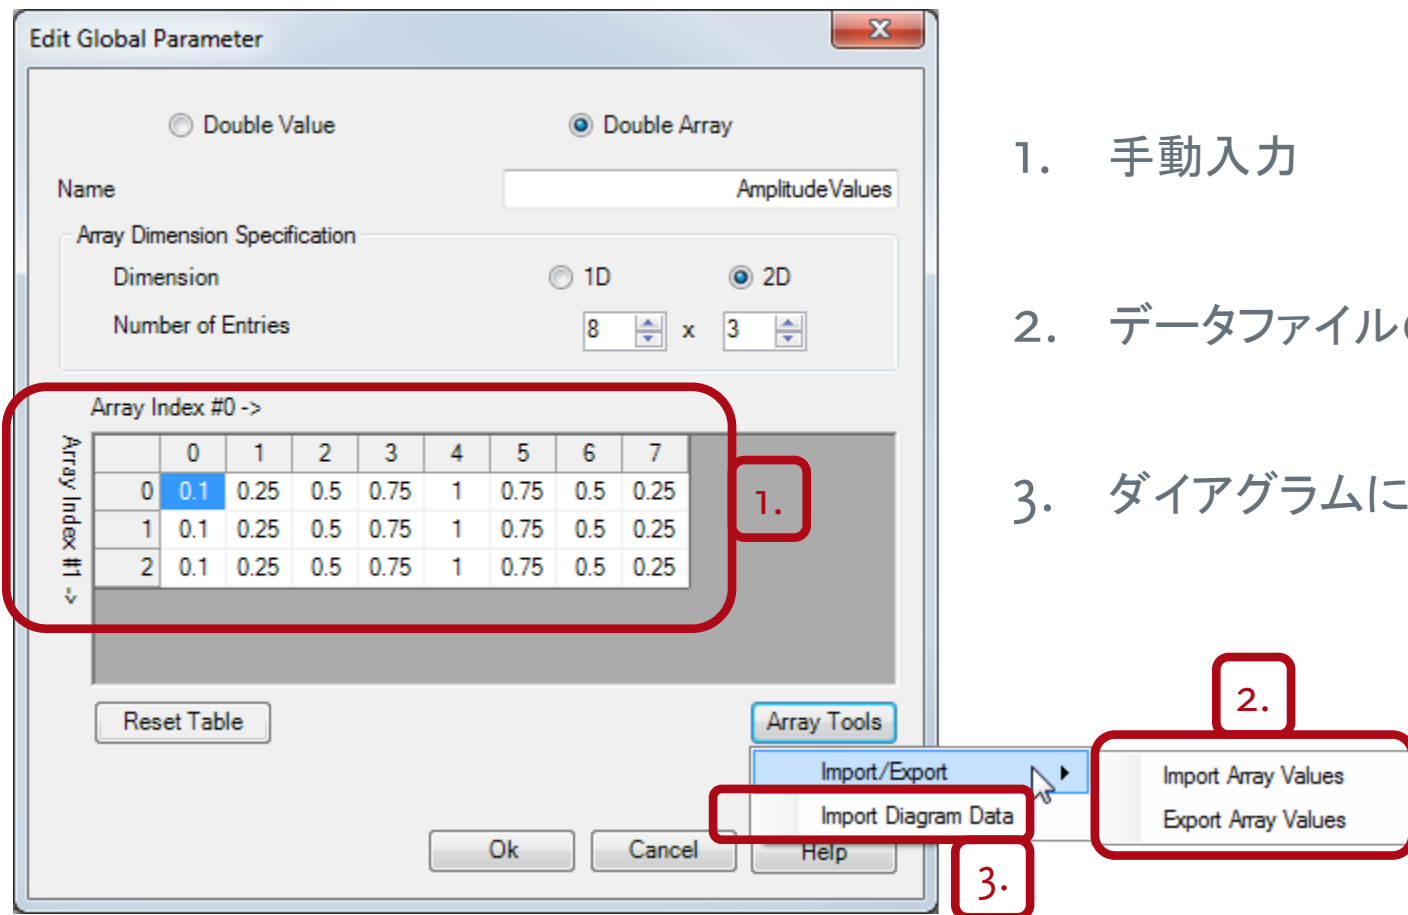 Edit Global Parameter
Double Value Double Array
Name AmplitudeValues
Array Dimension Specification
Dimension 1D 2D
Number of Entries 8 x 3
Array Index #0 ->
Array Index #1 ->
0 1 2 3 4 5 6 7
0 0.1 0.25 0.5 0.75 1 0.75 0.5 0.25
1 0.1 0.25 0.5 0.75 1 0.75 0.5 0.25
2 0.1 0.25 0.5 0.75 1 0.75 0.5 0.25
1.
Reset Table Array Tools
Import/Export
Import Diagram Data
Ok Cancel Help
3.
1. 手動入力
2. データファイル
3. ダイアグラムに
2.
Import Array Values
Export Array Values